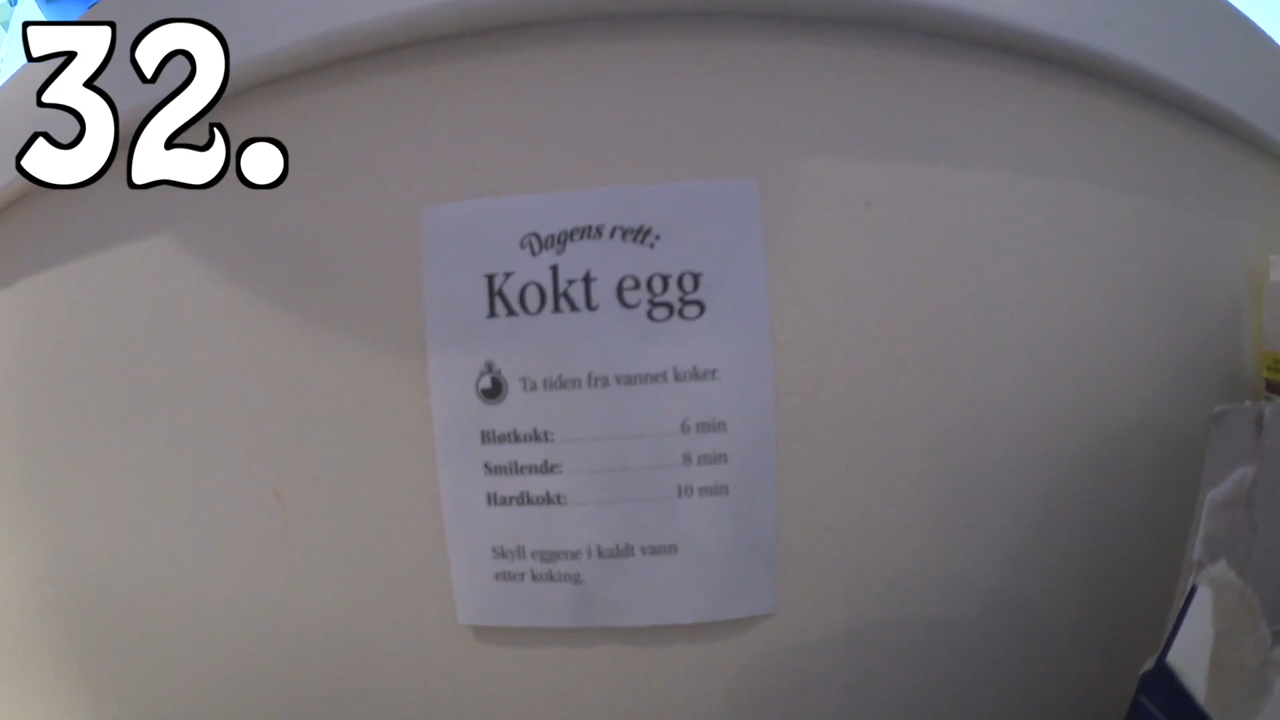 32.
Dagens rett:
Kokt egg
Ta tiden fra vannet koker.
Bløtkokt: 6 min
Smilende: 8 min
Hardkokt: 10 min
Skyll eggene i kaldt vann
etter koking.